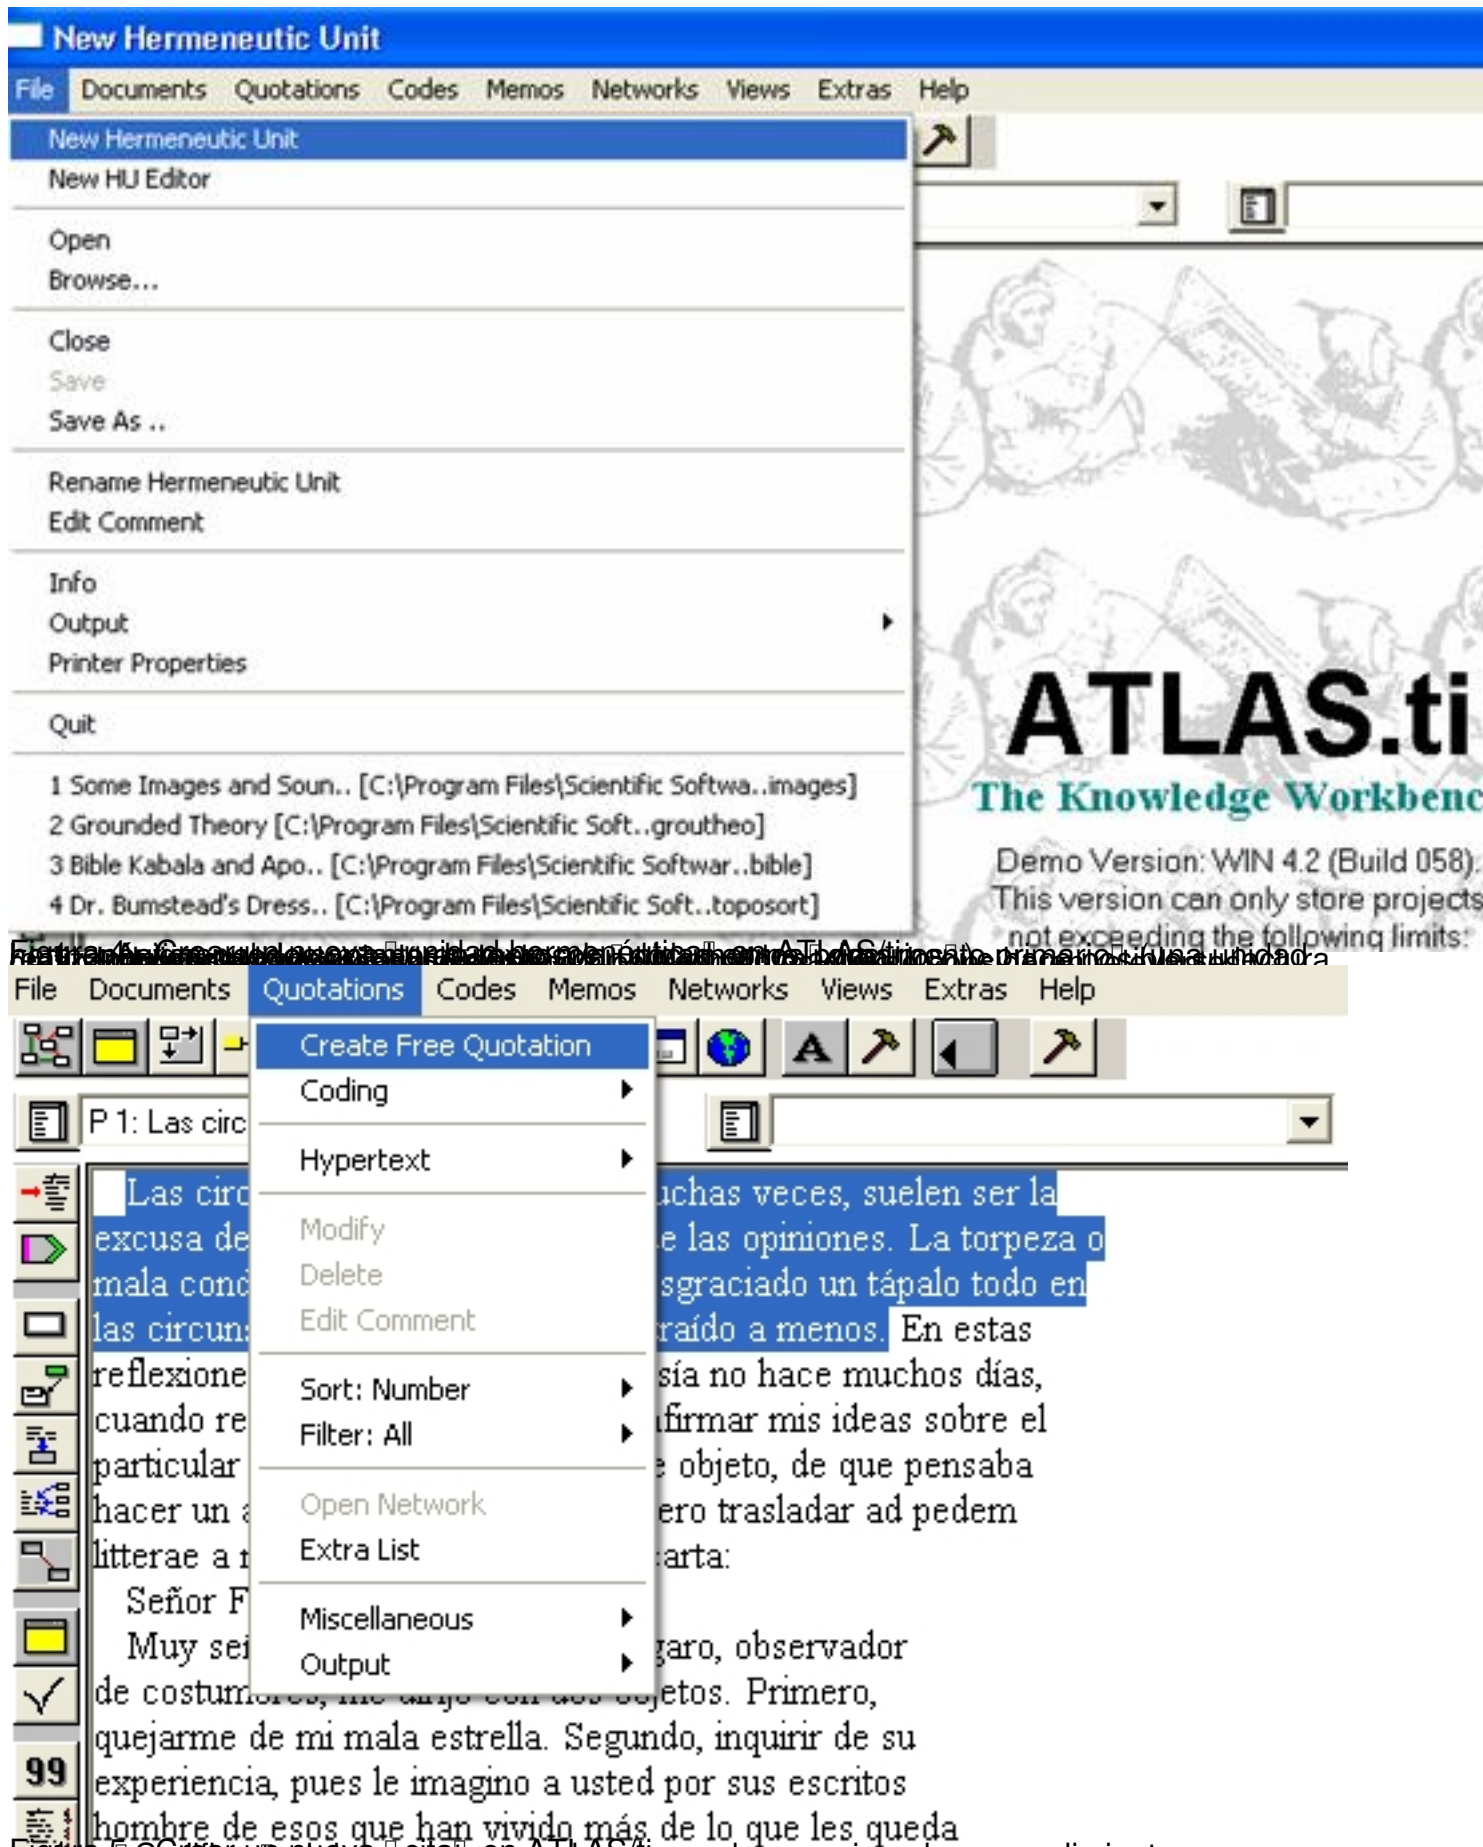 New Hermeneutic Unit
File Documents Quotations Codes Memos Networks Views Extras Help
New Hermeneutic Unit
New HU Editor
Open
Browse...
Close
Save
Save As ..
Rename Hermeneutic Unit
Edit Comment
Info
Output
Printer Properties
Quit
1 Some Images and Soun.. [C:\Program Files\Scientific Softwa..images]
2 Grounded Theory [C:\Program Files\Scientific Soft..groutheo]
3 Bible Kabala and Apo.. [C:\Program Files\Scientific Softwar..bible]
4 Dr. Bumstead's Dress.. [C:\Program Files\Scientific Soft..toposort]
ATLAS.ti
The Knowledge Workbenc
Demo Version: WIN 4.2 (Build 058).
This version can only store projects
not exceeding the following limits:
File Documents Quotations Codes Memos Networks Views Extras Help
A
P 1: Las circ
Create Free Quotation
Coding
Hypertext
Modify
Delete
Edit Comment
Sort: Number
Filter: All
Open Network
Extra List
Miscellaneous
Output
Las circ uchas veces, suelen ser la
excusa de e las opiniones. La torpeza o
mala cond sgraciado un tápalo todo en
las circuns raído a menos. En estas
reflexione sía no hace muchos días,
cuando re firmar mis ideas sobre el
particular objeto, de que pensaba
hacer un a ero trasladar ad pedem
litterae a arta:
Señor F
Muy señ garo, observador
de etos. Primero,
quejarme de mi mala estrella. Segundo, inquirir de su
99
experiencia, pues le imagino a usted por sus escritos
hombre de esos que han vivido más de lo que les queda